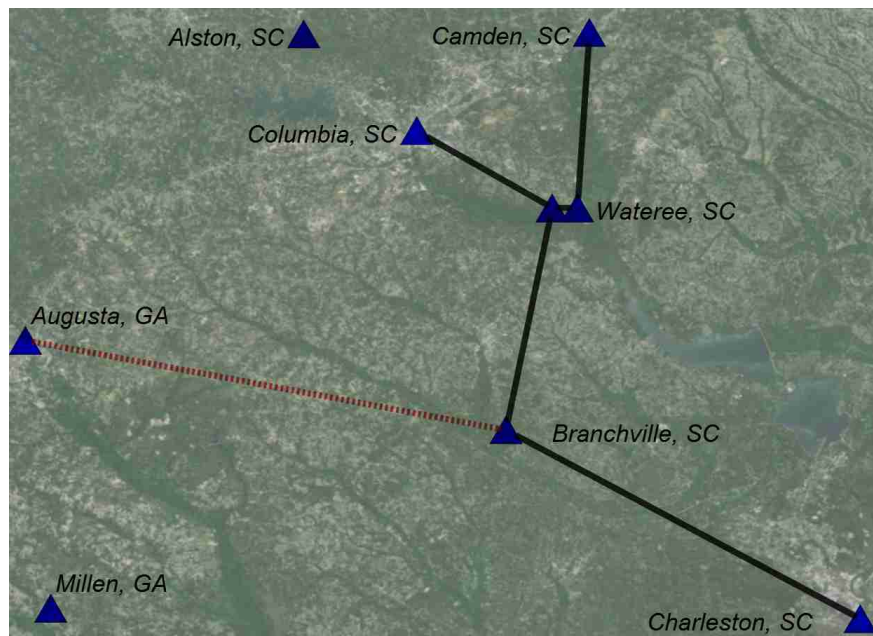 Alston, SC
Camden, SC
Columbia, SC
Wateree, SC
Augusta, GA
Branchville, SC
Millen, GA
Charleston, SC